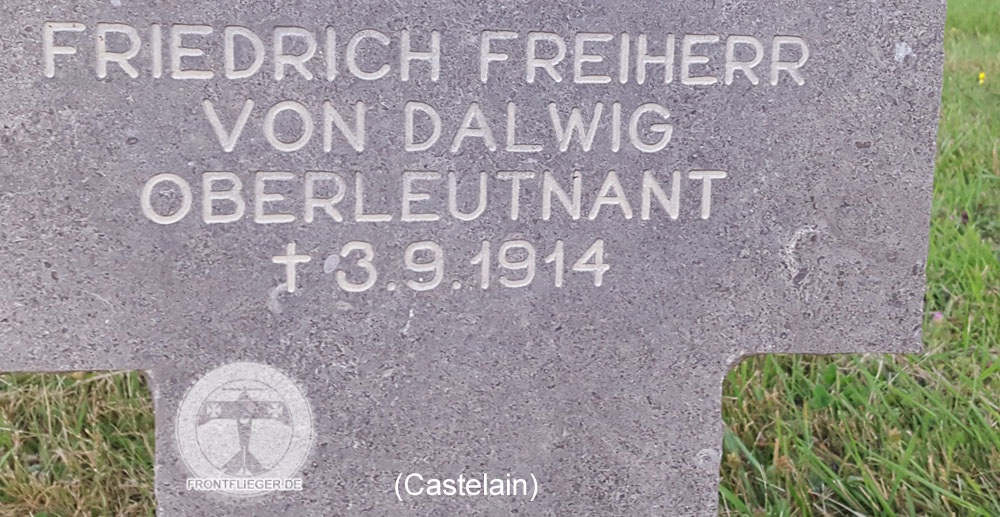 FRIEDRICH FREIHERR
VON DALWIG
OBERLEUTNANT
† 3.9.1914
FRONTFLIEGER.DE
(Castelain)